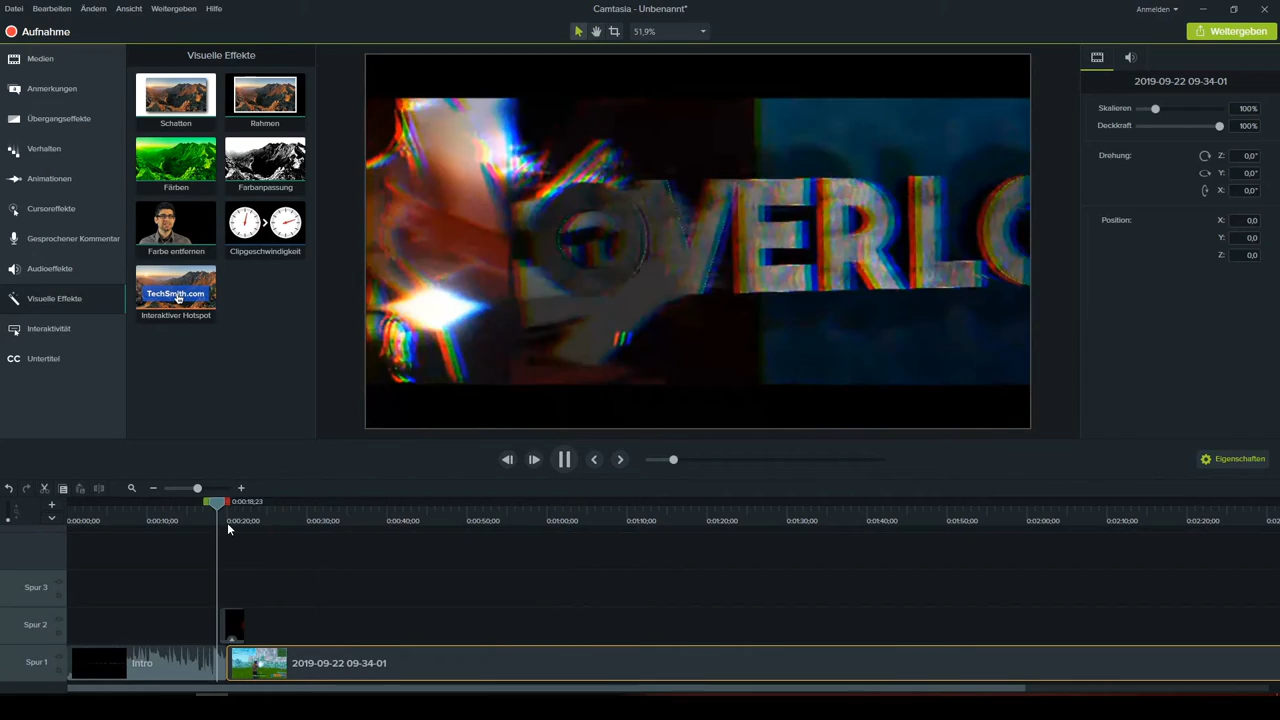 Datei Bearbeiten Ändern Ansicht Weitergeben Hilfe
Camtasia - Unbenannt*
Anmelden
Aufnahme
51,9%
Weitergeben
Medien
Anmerkungen
Übergangseffekte
Verhalten
Animationen
Cursoreffekte
Gesprochener Kommentar
Audioeffekte
Visuelle Effekte
Interaktivität
CC Untertitel
Visuelle Effekte
Schatten
Rahmen
Färben
Farbanpassung
Farbe entfernen
Clipgeschwindigkeit
TechSmith.com
Interaktiver Hotspot
OVERLO
2019-09-22 09-34-01
Skalieren 100%
Deckkraft 100%
Drehung: Z: 0,0°
Y: 0,0°
X: 0,0°
Position: X: 0,0
Y: 0,0
Z: 0,0
Eigenschaften
0:00:18;23
0:00:00;00 0:00:10;00 0:00:20;00 0:00:30;00 0:00:40;00 0:00:50;00 0:01:00;00 0:01:10;00 0:01:20;00 0:01:30;00 0:01:40;00 0:01:50;00 0:02:00;00 0:02:10;00 0:02:20;00 0:02
Spur 3
Spur 2
Spur 1
Intro
2019-09-22 09-34-01